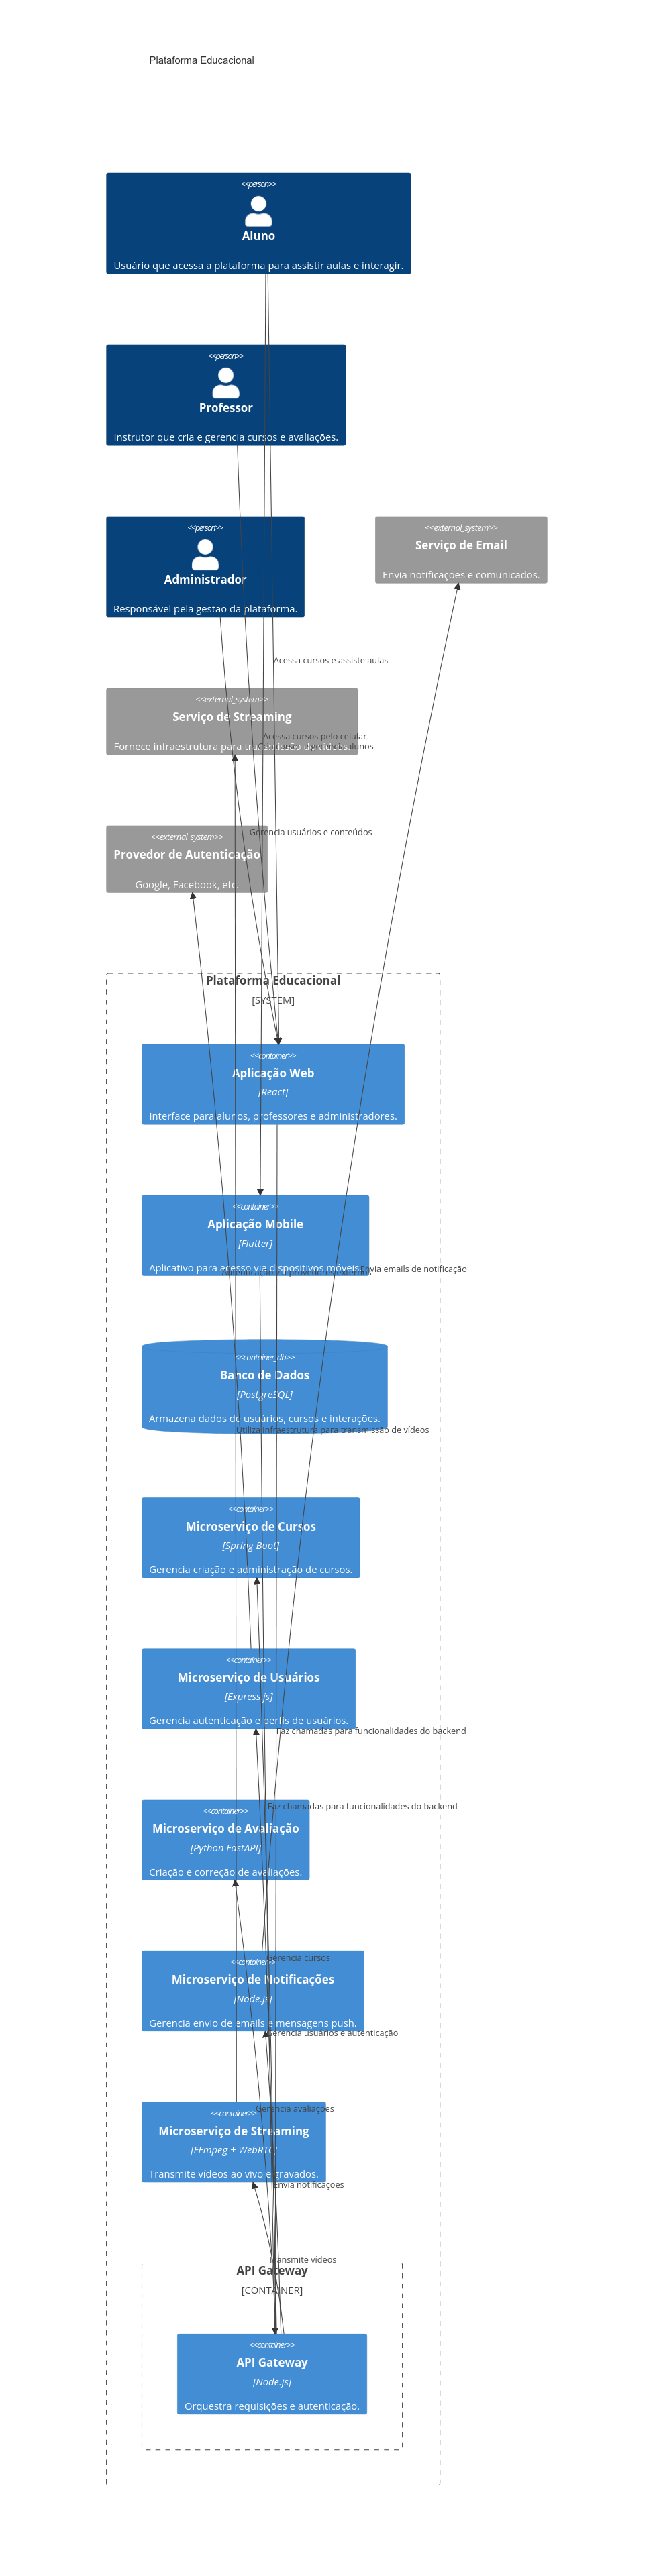 Plataforma Educacional
<<person>>
Aluno
Usuário que acessa a plataforma para assistir aulas e interagir.
<<person>>
Professor
Instrutor que cria e gerencia cursos e avaliações.
<<person>>
Administrador
Responsável pela gestão da plataforma.
<<external_system>>
Serviço de Email
Envia notificações e comunicados.
Acessa cursos e assiste aulas
<<external_system>>
Serviço de Streaming
Fornece infraestrutura para
Acessa cursos pelo celular
alunos
Gerencia usuários e conteúdos
<<external_system>>
Provedor de Autenticação
Google, Facebook, etc.
Plataforma Educacional
[SYSTEM]
<<container>>
Aplicação Web
[React]
Interface para alunos, professores e administradores.
<<container>>
Aplicação Mobile
[Flutter]
Aplicativo para acesso via dispositivos móveis.
Envia emails de notificação
<<container_db>>
Banco de Dados
[PostgreSQL]
Armazena dados de usuários, cursos e interações.
Utiliza infraestrutura para transmissão de vídeos
<<container>>
Microserviço de Cursos
[Spring Boot]
Gerencia criação e administração de cursos.
<<container>>
Microserviço de Usuários
[Express.js]
Gerencia autenticação e perfis de usuários.
Faz chamadas para funcionalidades do backend
Faz chamadas para funcionalidades do backend
<<container>>
Microserviço de Avaliação
[Python FastAPI]
Criação e correção de avaliações.
Gerencia cursos
<<container>>
Microserviço de Notificações
[Node.js]
Gerencia envio de emails e mensagens push.
Gerencia usuários e autenticação
Gerencia avaliações
<<container>>
Microserviço de Streaming
[FFmpeg + WebRTC]
Transmite vídeos ao vivo e gravados.
Envia notificações
Transmite vídeos
API Gateway
[CONTAINER]
<<container>>
API Gateway
[Node.js]
Orquestra requisições e autenticação.